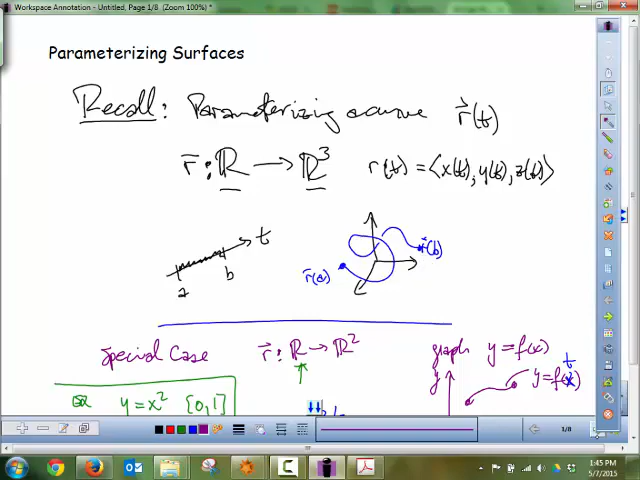 Workspace Annotation - Untitled, Page 1/8 (Zoom 100%) *
Parameterizing Surfaces
Recall: Parameterizing a curve r⃗(t)
r⃗: ℝ → ℝ³ r(t) = ⟨x(t), y(t), z(t)⟩
t
a b
r⃗(a) r⃗(b)
Special Case r⃗: ℝ → ℝ² graph y = f(x)
t
y y = f(x)
Ex y = x² [0,1]
1/8
1:45 PM
5/7/2015